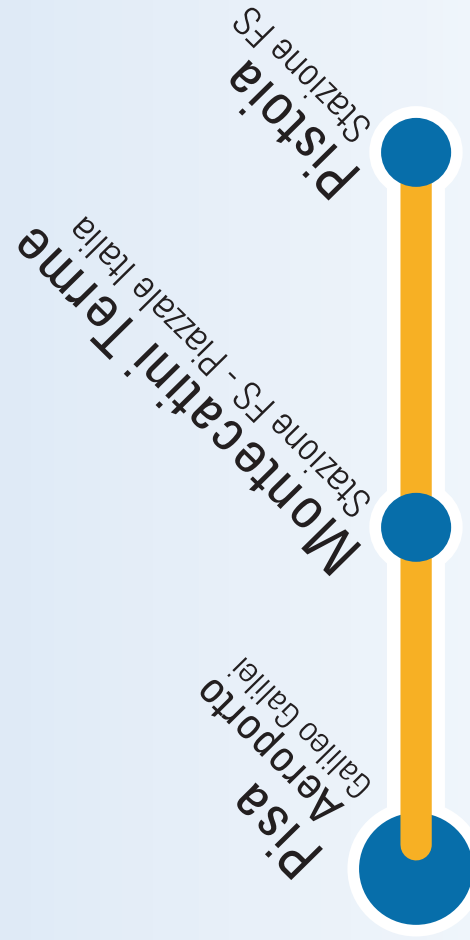 Pisa
Aeroporto
Galileo Galilei
Montecatini Terme
Stazione FS - Piazzale Italia
Pistoia
Stazione FS